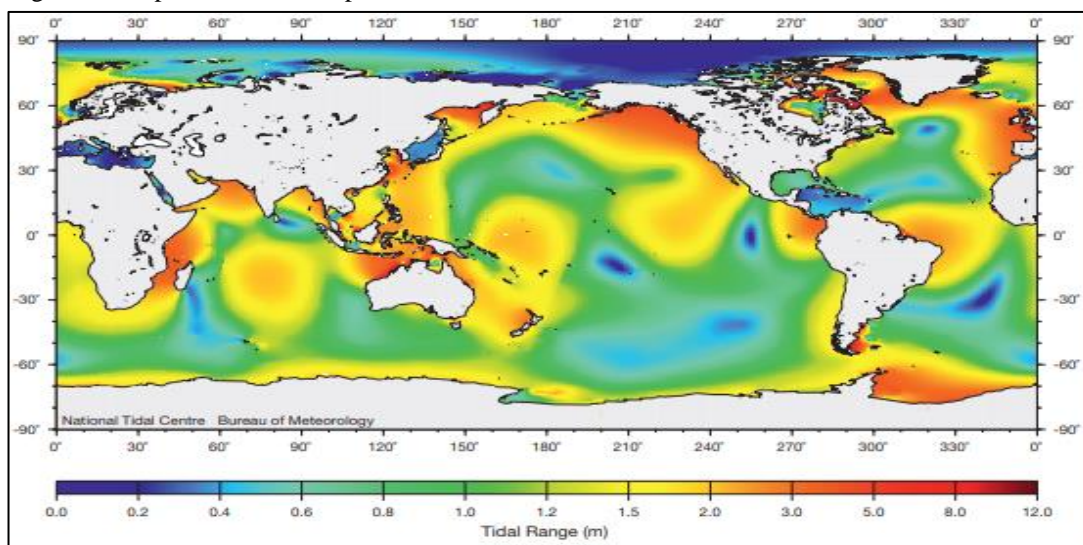 0˚ 30˚ 60˚ 90˚ 120˚ 150˚ 180˚ 210˚ 240˚ 270˚ 300˚ 330˚ 0˚
90˚ 90˚
60˚ 60˚
30˚ 30˚
0˚ 0˚
-30˚ -30˚
-60˚ -60˚
National Tidal Centre Bureau of Meteorology
-90˚ -90˚
0˚ 30˚ 60˚ 90˚ 120˚ 150˚ 180˚ 210˚ 240˚ 270˚ 300˚ 330˚ 0˚
0.0 0.2 0.4 0.6 0.8 1.0 1.2 1.5 2.0 3.0 5.0 8.0 12.0
Tidal Range (m)